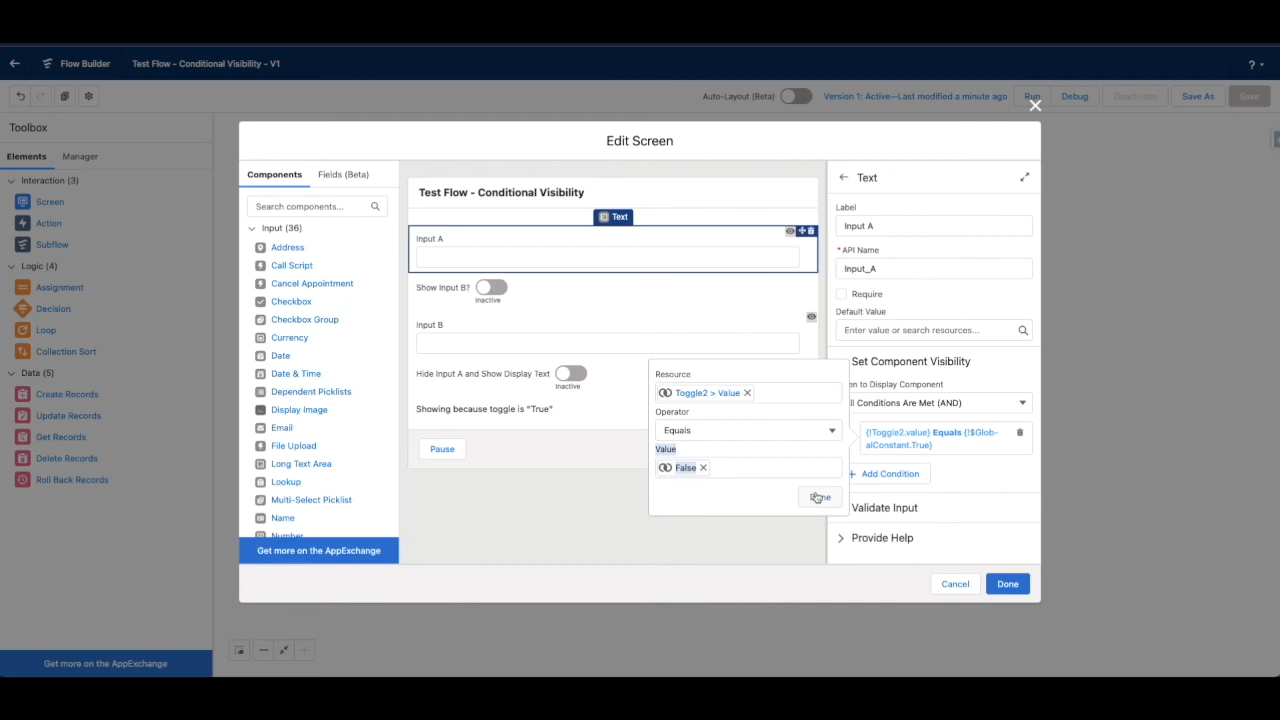 Flow Builder
Test Flow - Conditional Visibility - V1
?
Auto-Layout (Beta)
Version 1: Active—Last modified a minute ago
Run
Debug
Deactivate
Save As
Save
Toolbox
Elements
Manager
Interaction (3)
Screen
Action
Subflow
Logic (4)
Assignment
Decision
Loop
Collection Sort
Data (5)
Create Records
Update Records
Get Records
Delete Records
Roll Back Records
Get more on the AppExchange
Edit Screen
Components
Fields (Beta)
Search components...
Input (36)
Address
Call Script
Cancel Appointment
Checkbox
Checkbox Group
Currency
Date
Date & Time
Dependent Picklists
Display Image
Email
File Upload
Long Text Area
Lookup
Multi-Select Picklist
Name
Number
Get more on the AppExchange
Test Flow - Conditional Visibility
Text
Input A
Show Input B?
Inactive
Input B
Hide Input A and Show Display Text
Inactive
Showing because toggle is "True"
Pause
Resource
Toggle2 > Value
Operator
Equals
Value
False
Text
Label
Input A
* API Name
Input_A
Require
Default Value
Enter value or search resources...
Set Component Visibility
en to Display Component
ll Conditions Are Met (AND)
{!Toggle2.value} Equals {!$Glob-
alConstant.True}
+ Add Condition
Validate Input
Provide Help
Cancel
Done